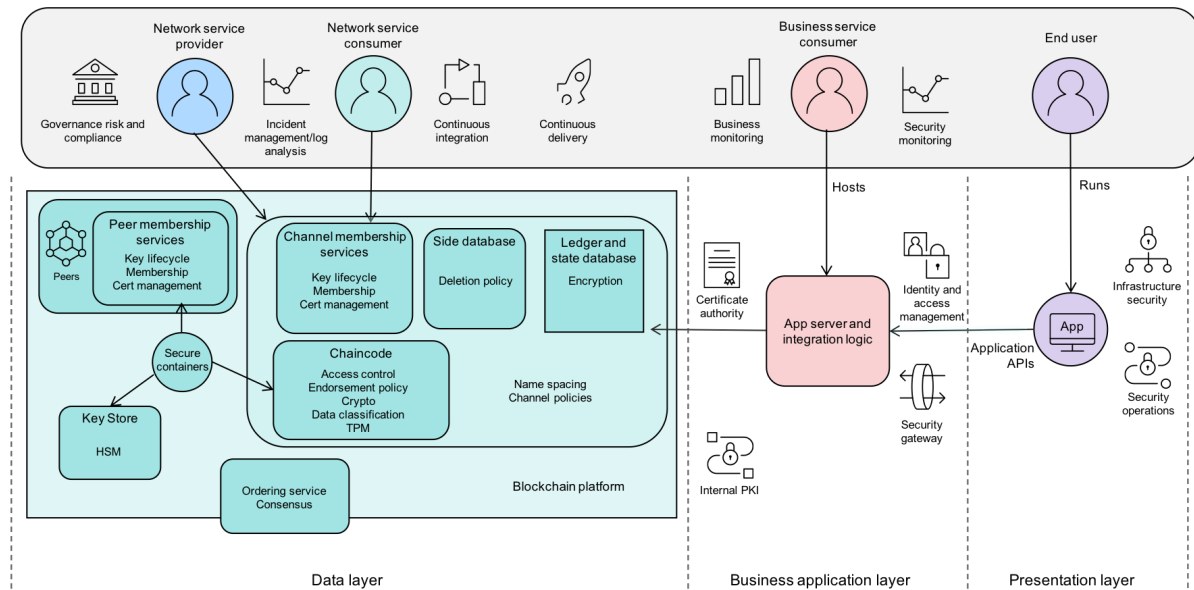 Network service
provider
Network service
consumer
Business service
consumer
End user
Governance risk and
compliance
Incident
management/log
analysis
Continuous
integration
Continuous
delivery
Business
monitoring
Security
monitoring
Hosts
Runs
Peers
Peer membership
services
Key lifecycle
Membership
Cert management
Channel membership
services
Key lifecycle
Membership
Cert management
Side database
Deletion policy
Ledger and
state database
Encryption
Certificate
authority
Identity and
access
management
Infrastructure
security
App server and
integration logic
App
Application
APIs
Secure
containers
Chaincode
Access control
Endorsement policy
Crypto
Data classification
TPM
Name spacing
Channel policies
Security
gateway
Security
operations
Key Store
HSM
Internal PKI
Ordering service
Consensus
Blockchain platform
Data layer
Business application layer
Presentation layer